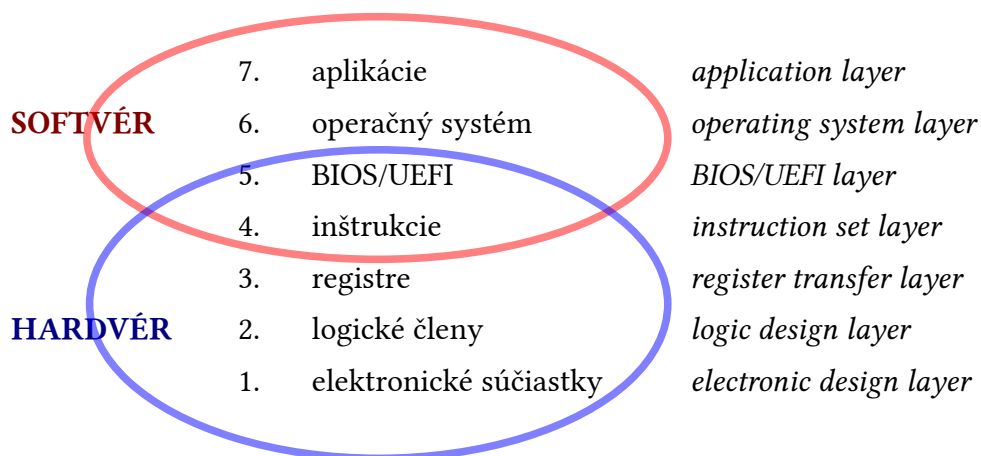 7. aplikácie application layer
SOFTVÉR 6. operačný systém operating system layer
5. BIOS/UEFI BIOS/UEFI layer
4. inštrukcie instruction set layer
3. registre register transfer layer
HARDVÉR 2. logické členy logic design layer
1. elektronické súčiastky electronic design layer